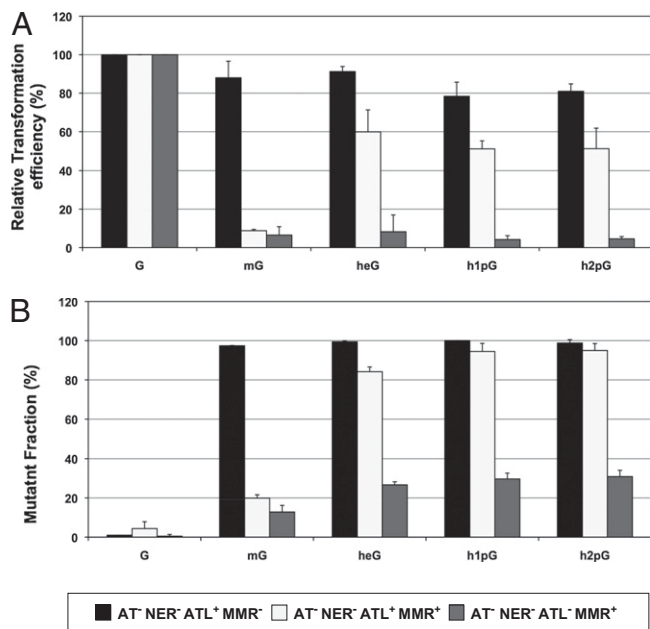 A
Relative Transformation
efficiency (%)
120
100
80
60
40
20
0
G mG heG h1pG h2pG
B
Mutatnt Fraction (%)
120
100
80
60
40
20
0
G mG heG h1pG h2pG
AT⁻ NER⁻ ATL⁺ MMR⁻ AT⁻ NER⁻ ATL⁺ MMR⁺ AT⁻ NER⁻ ATL⁻ MMR⁺